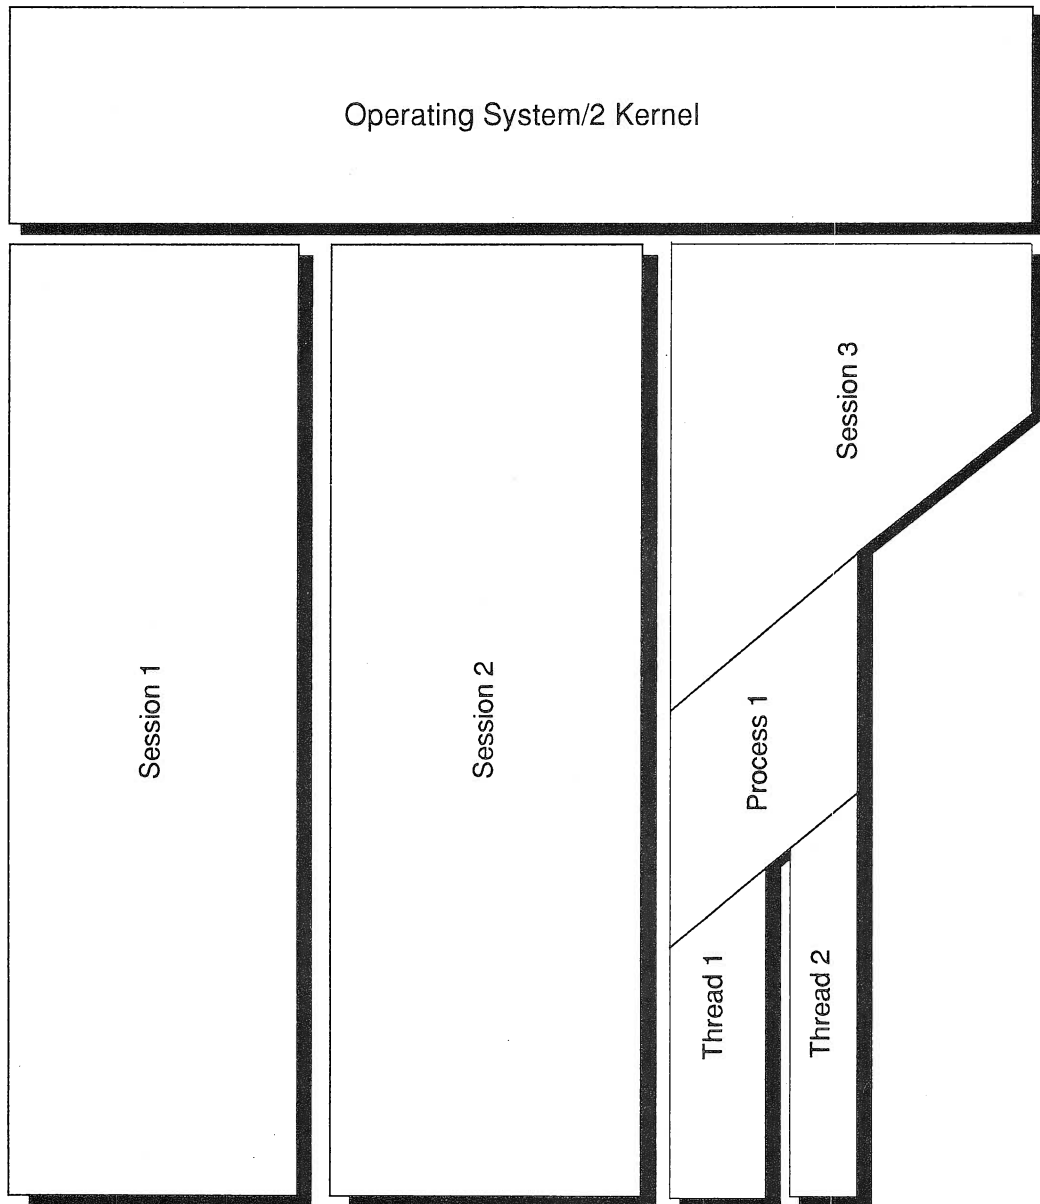 Operating System/2 Kernel
Session 1
Session 2
Session 3
Process 1
Thread 1
Thread 2